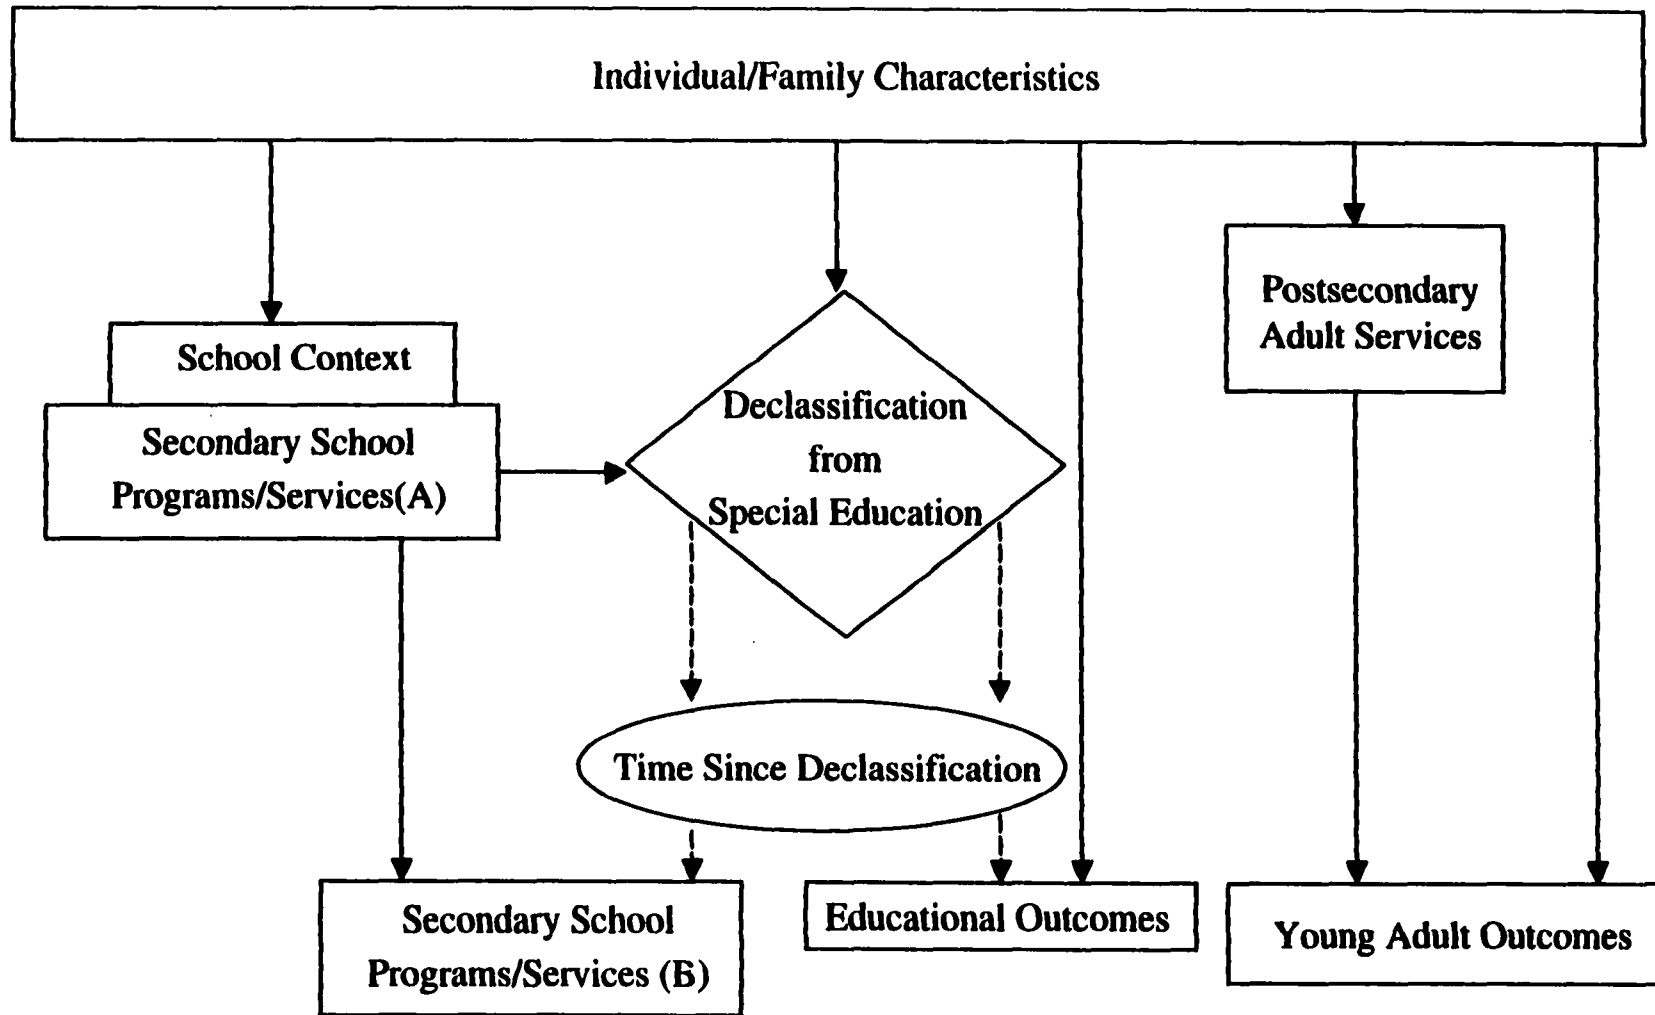 Individual/Family Characteristics
School Context
Secondary School
Programs/Services(A)
Declassification
from
Special Education
Postsecondary
Adult Services
Time Since Declassification
Secondary School
Programs/Services (B)
Educational Outcomes
Young Adult Outcomes